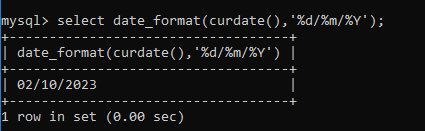 mysql> select date_format(curdate(),'%d/%m/%Y');
+-----------------------------------+
| date_format(curdate(),'%d/%m/%Y') |
+-----------------------------------+
| 02/10/2023                        |
+-----------------------------------+
1 row in set (0.00 sec)